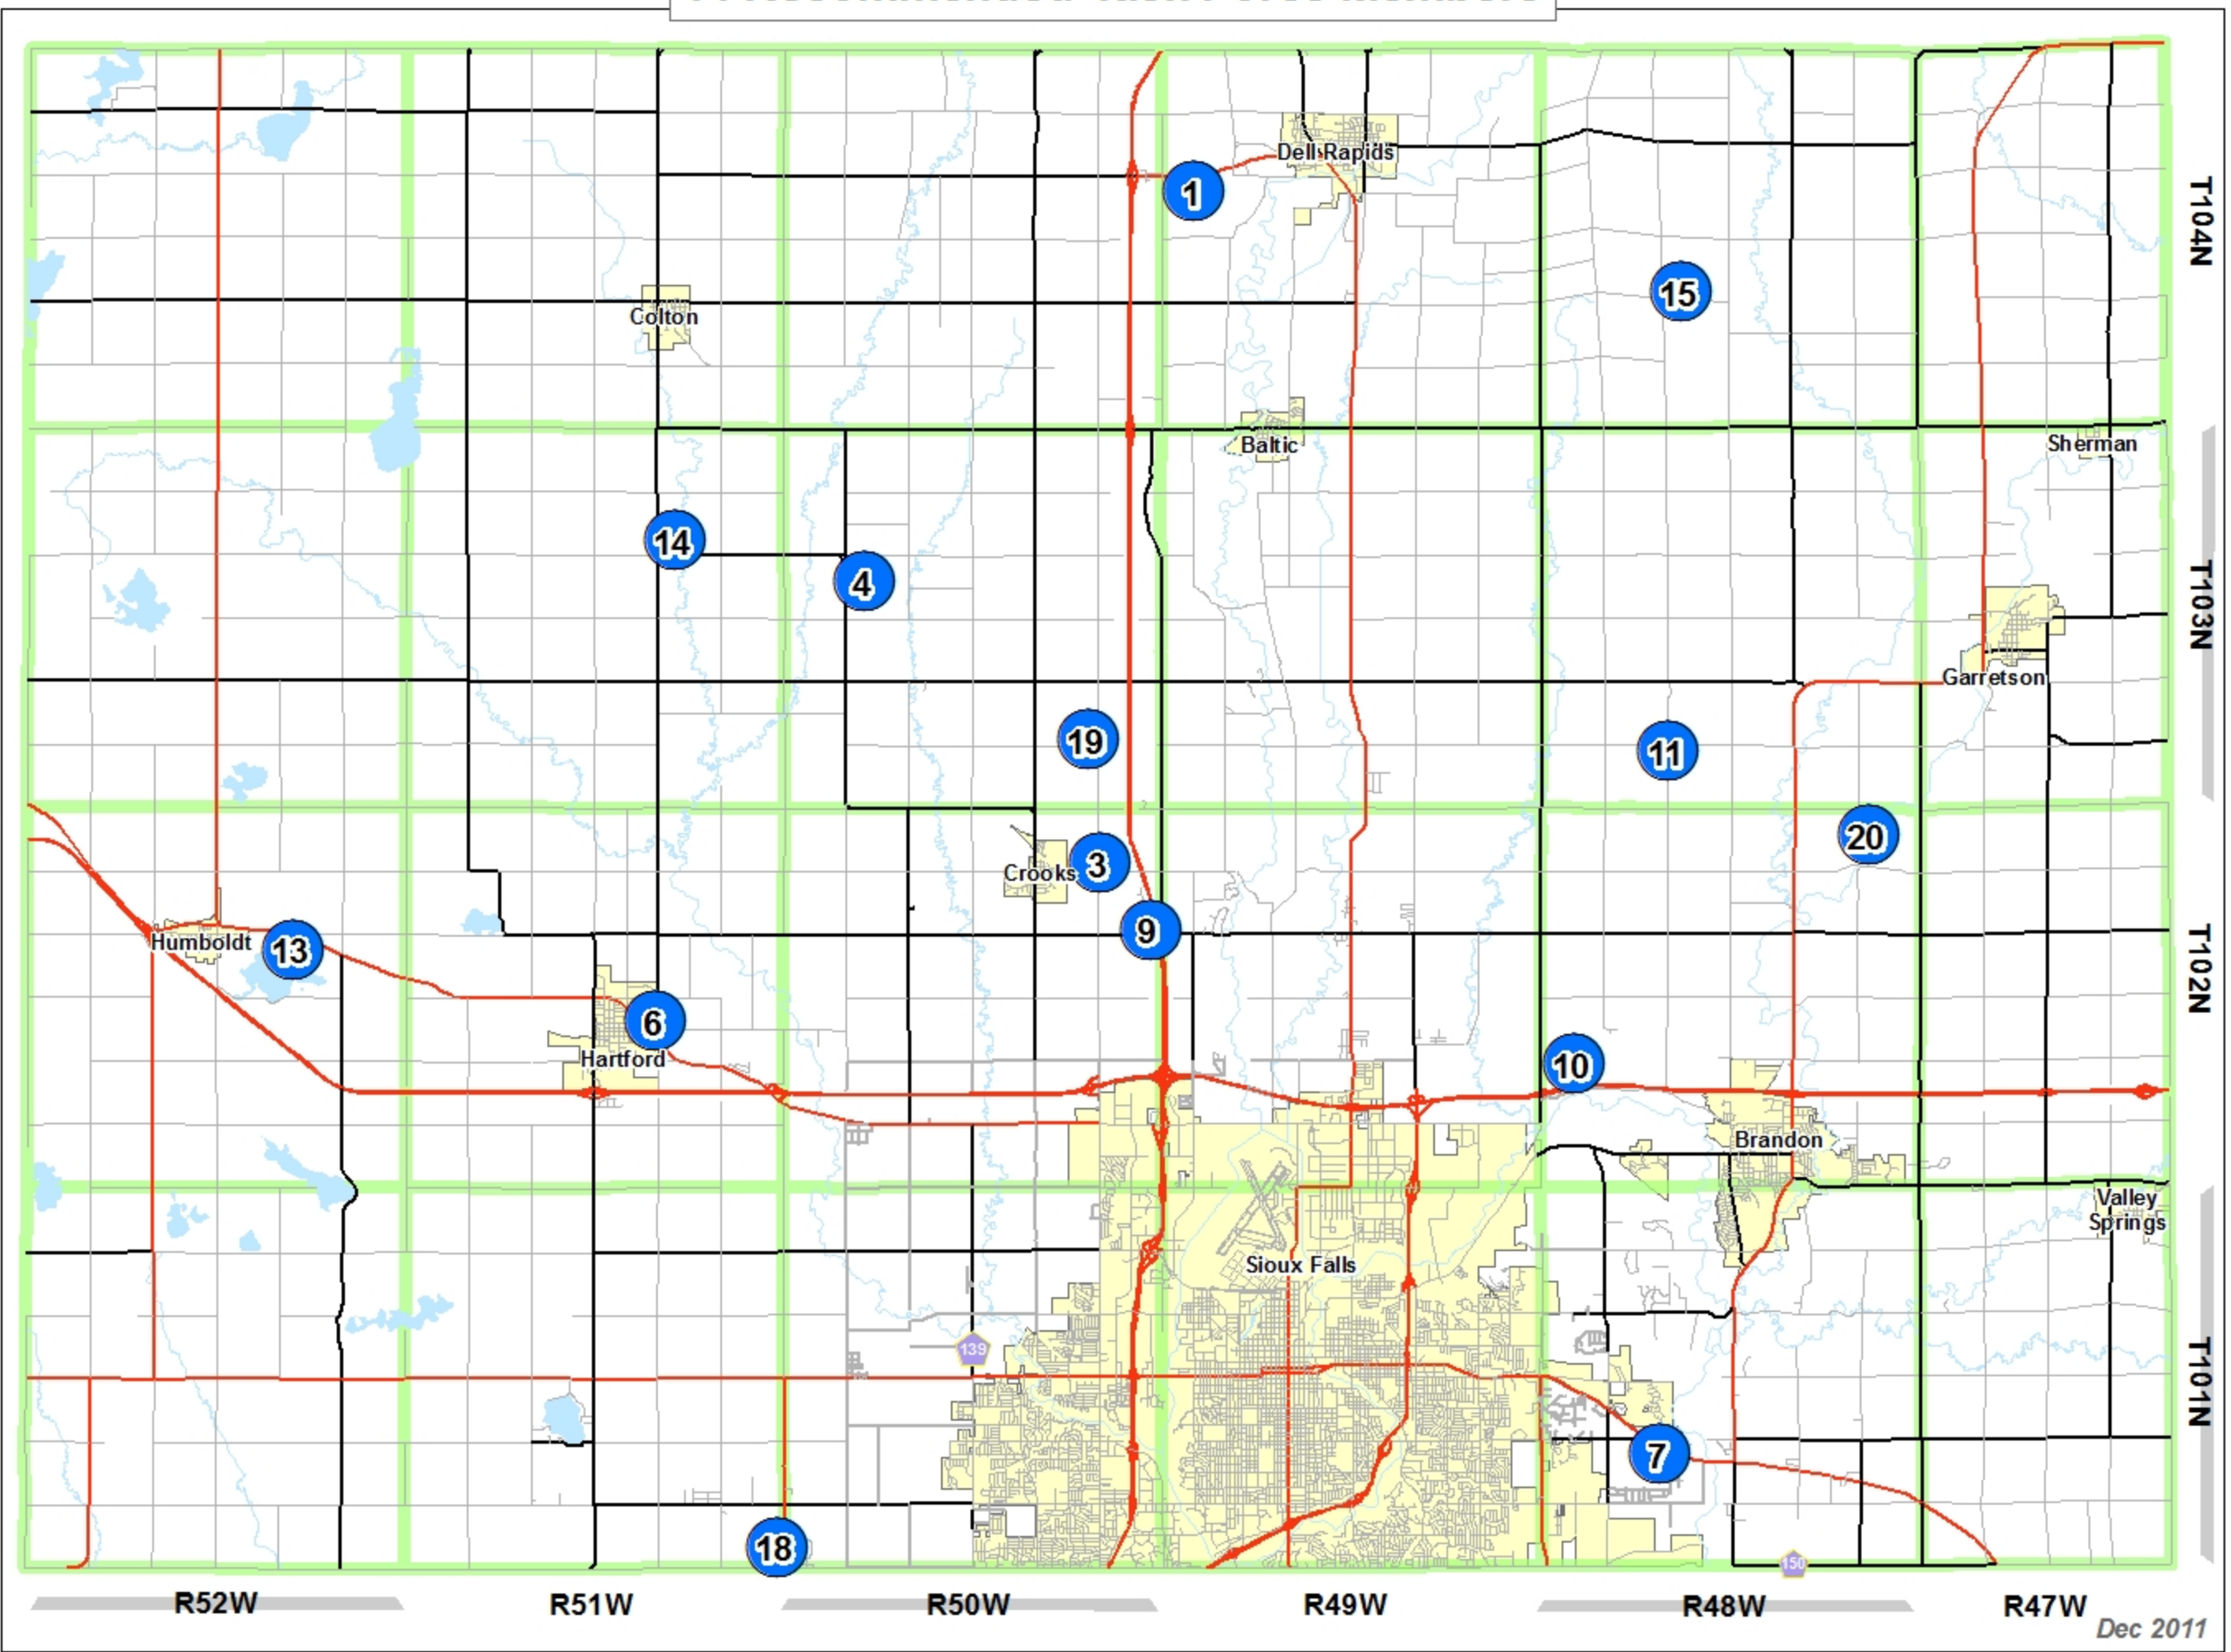 Dell Rapids
1
T104N
15
Colton
Baltic
Sherman
14
4
T103N
Garretson
19
11
20
3
Crooks
9
Humboldt
13
T102N
6
Hartford
10
Brandon
Valley
Springs
Sioux Falls
139
T101N
7
18
150
R52W
R51W
R50W
R49W
R48W
R47W
Dec 2011